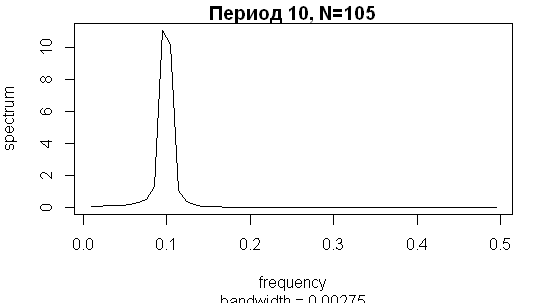 Период 10, N=105
spectrum
10
8
6
4
2
0
0.0 0.1 0.2 0.3 0.4 0.5
frequency
bandwidth = 0.00275